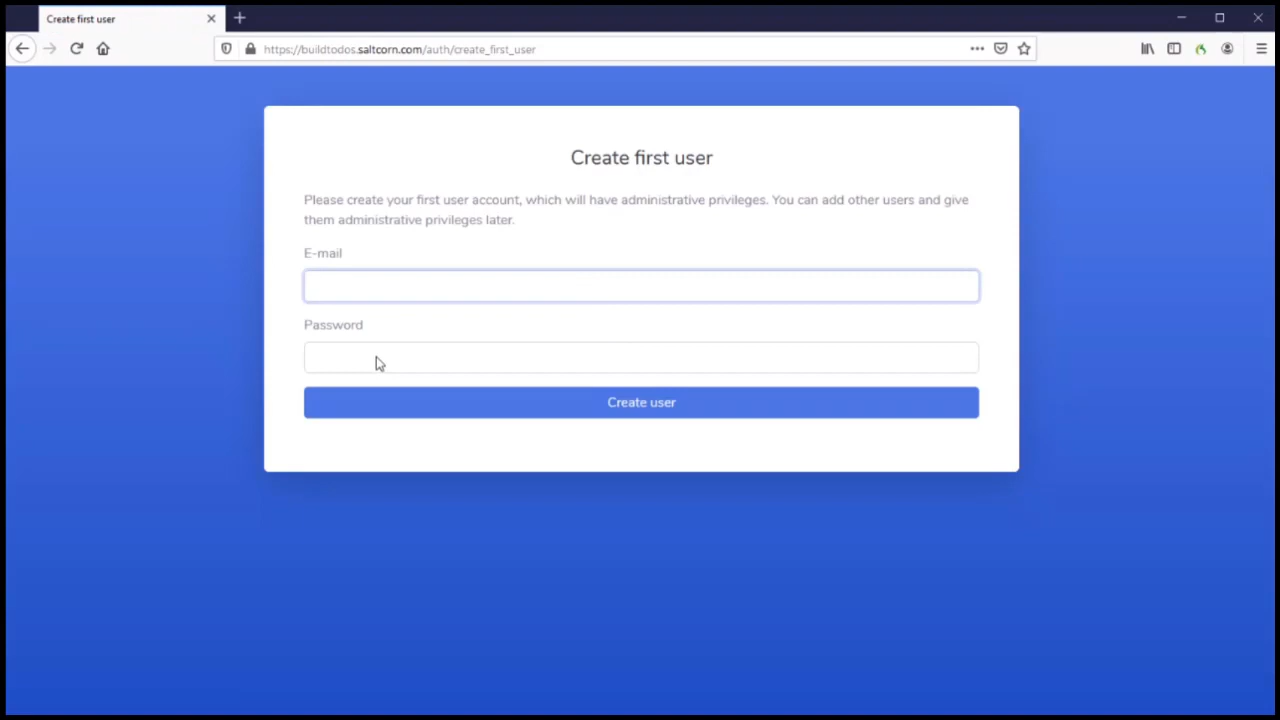 Create first user
https://buildtodos.saltcorn.com/auth/create_first_user
Create first user
Please create your first user account, which will have administrative privileges. You can add other users and give
them administrative privileges later.
E-mail
Password
Create user